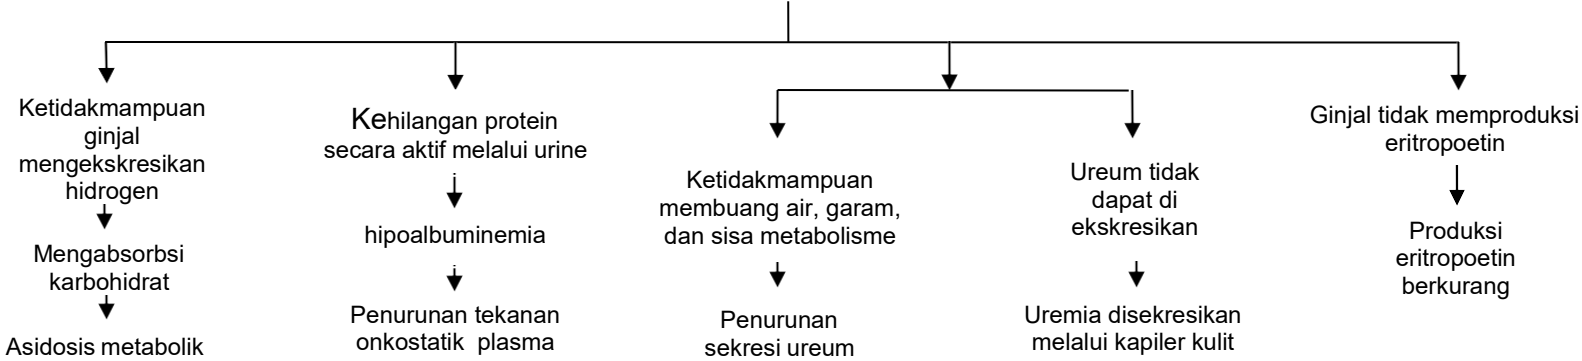 Ketidakmampuan
ginjal
mengekskresikan
hidrogen
Mengabsorbsi
karbohidrat
Asidosis metabolik
Kehilangan protein
secara aktif melalui urine
hipoalbuminemia
Penurunan tekanan
onkostatik plasma
Ketidakmampuan
membuang air, garam,
dan sisa metabolisme
Penurunan
sekresi ureum
Ureum tidak
dapat di
ekskresikan
Uremia disekresikan
melalui kapiler kulit
Ginjal tidak memproduksi
eritropoetin
Produksi
eritropoetin
berkurang